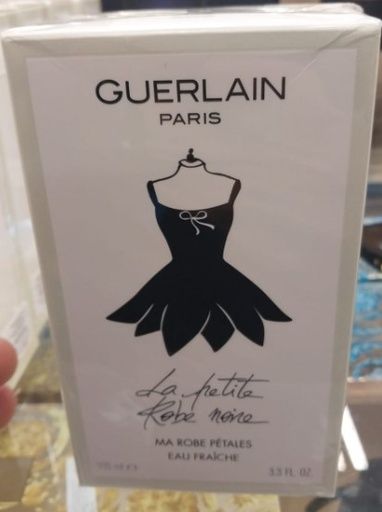 GUERLAIN
PARIS
La petite
Robe noire
MA ROBE PÉTALES
EAU FRAÎCHE
3.3 FL. OZ.